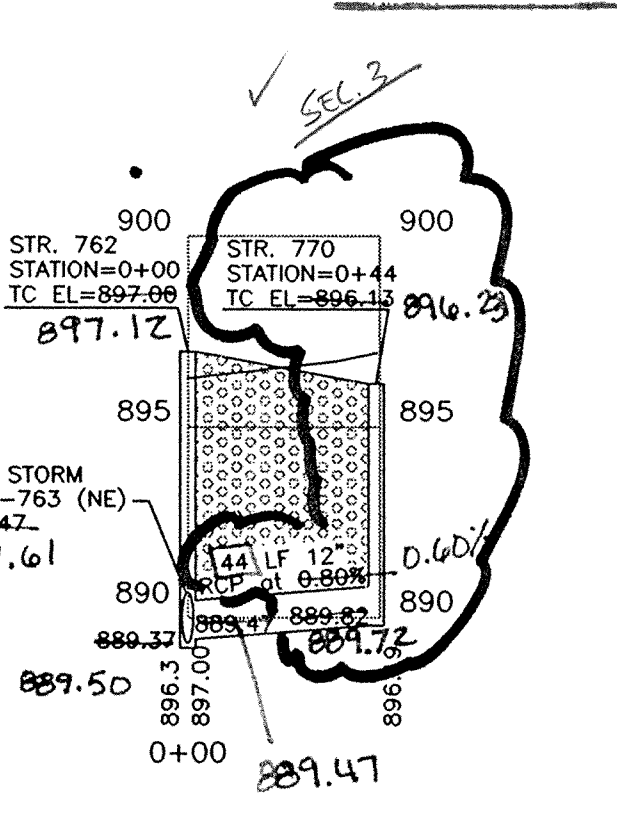 SEC. 3
900
900
STR. 762
STATION=0+00
TC EL=897.00
897.12
STR. 770
STATION=0+44
TC EL=896.13
896.23
895
895
STORM
-763 (NE)
47
.61
44 LF 12"
RCP at 0.80%
0.60%
890
890
889.47
889.82
889.72
889.37
889.50
896.3
897.00
896.
0+00
889.47